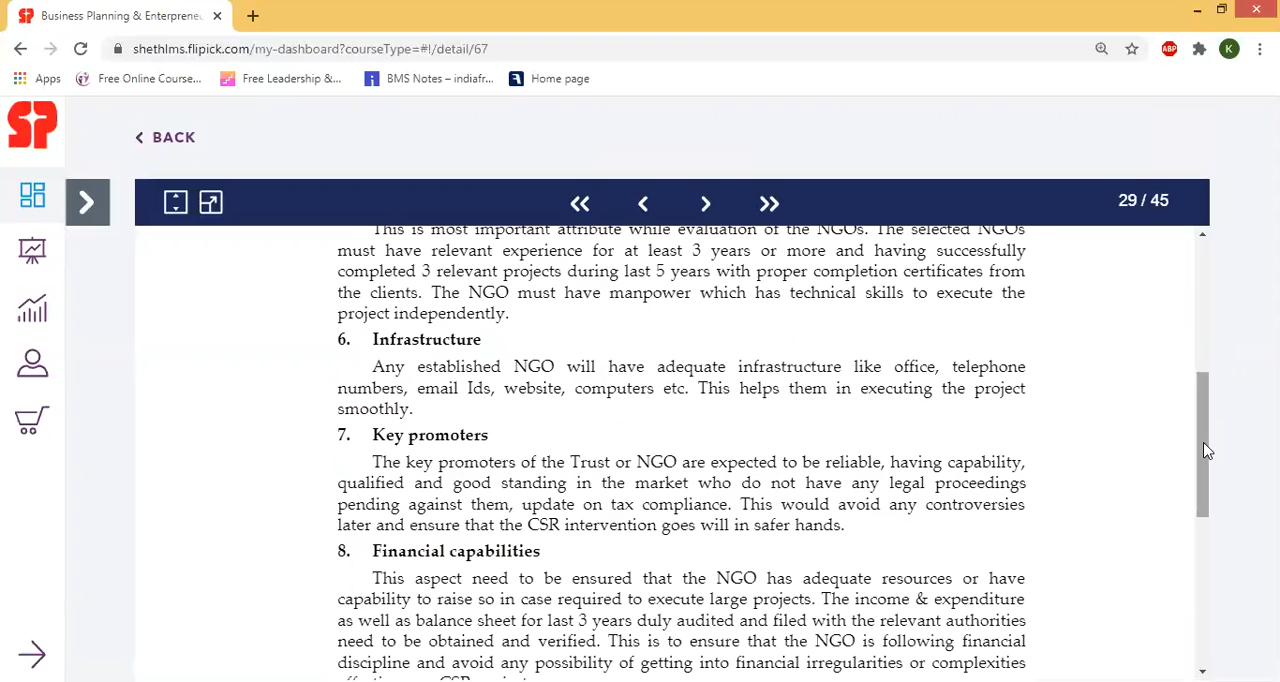 Business Planning & Enterpreneu
shethlms.flipick.com/my-dashboard?courseType=#!/detail/67
ABP
K
Apps
Free Online Course...
Free Leadership &...
BMS Notes – indiafr...
Home page
SP
BACK
29 / 45
This is most important attribute while evaluation of the NGOs. The selected NGOs
must have relevant experience for at least 3 years or more and having successfully
completed 3 relevant projects during last 5 years with proper completion certificates from
the clients. The NGO must have manpower which has technical skills to execute the
project independently.
6. Infrastructure
Any established NGO will have adequate infrastructure like office, telephone
numbers, email Ids, website, computers etc. This helps them in executing the project
smoothly.
7. Key promoters
The key promoters of the Trust or NGO are expected to be reliable, having capability,
qualified and good standing in the market who do not have any legal proceedings
pending against them, update on tax compliance. This would avoid any controversies
later and ensure that the CSR intervention goes will in safer hands.
8. Financial capabilities
This aspect need to be ensured that the NGO has adequate resources or have
capability to raise so in case required to execute large projects. The income & expenditure
as well as balance sheet for last 3 years duly audited and filed with the relevant authorities
need to be obtained and verified. This is to ensure that the NGO is following financial
discipline and avoid any possibility of getting into financial irregularities or complexities